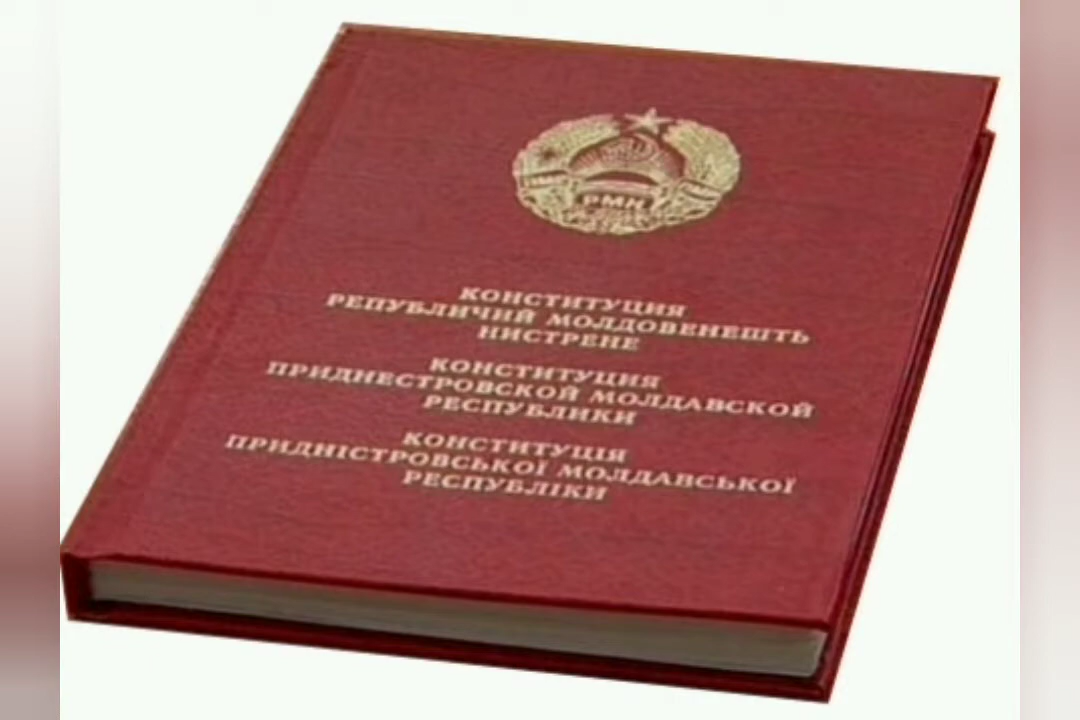 РМН
КОНСТИТУЦИЯ
РЕПУБЛИЧИЙ МОЛДОВЕНЕШТЬ
НИСТРЕНЕ
КОНСТИТУЦИЯ
ПРИДНЕСТРОВСКОЙ МОЛДАВСКОЙ
РЕСПУБЛИКИ
КОНСТИТУЦІЯ
ПРИДНІСТРОВСЬКОЇ МОЛДАВСЬКОЇ
РЕСПУБЛІКИ